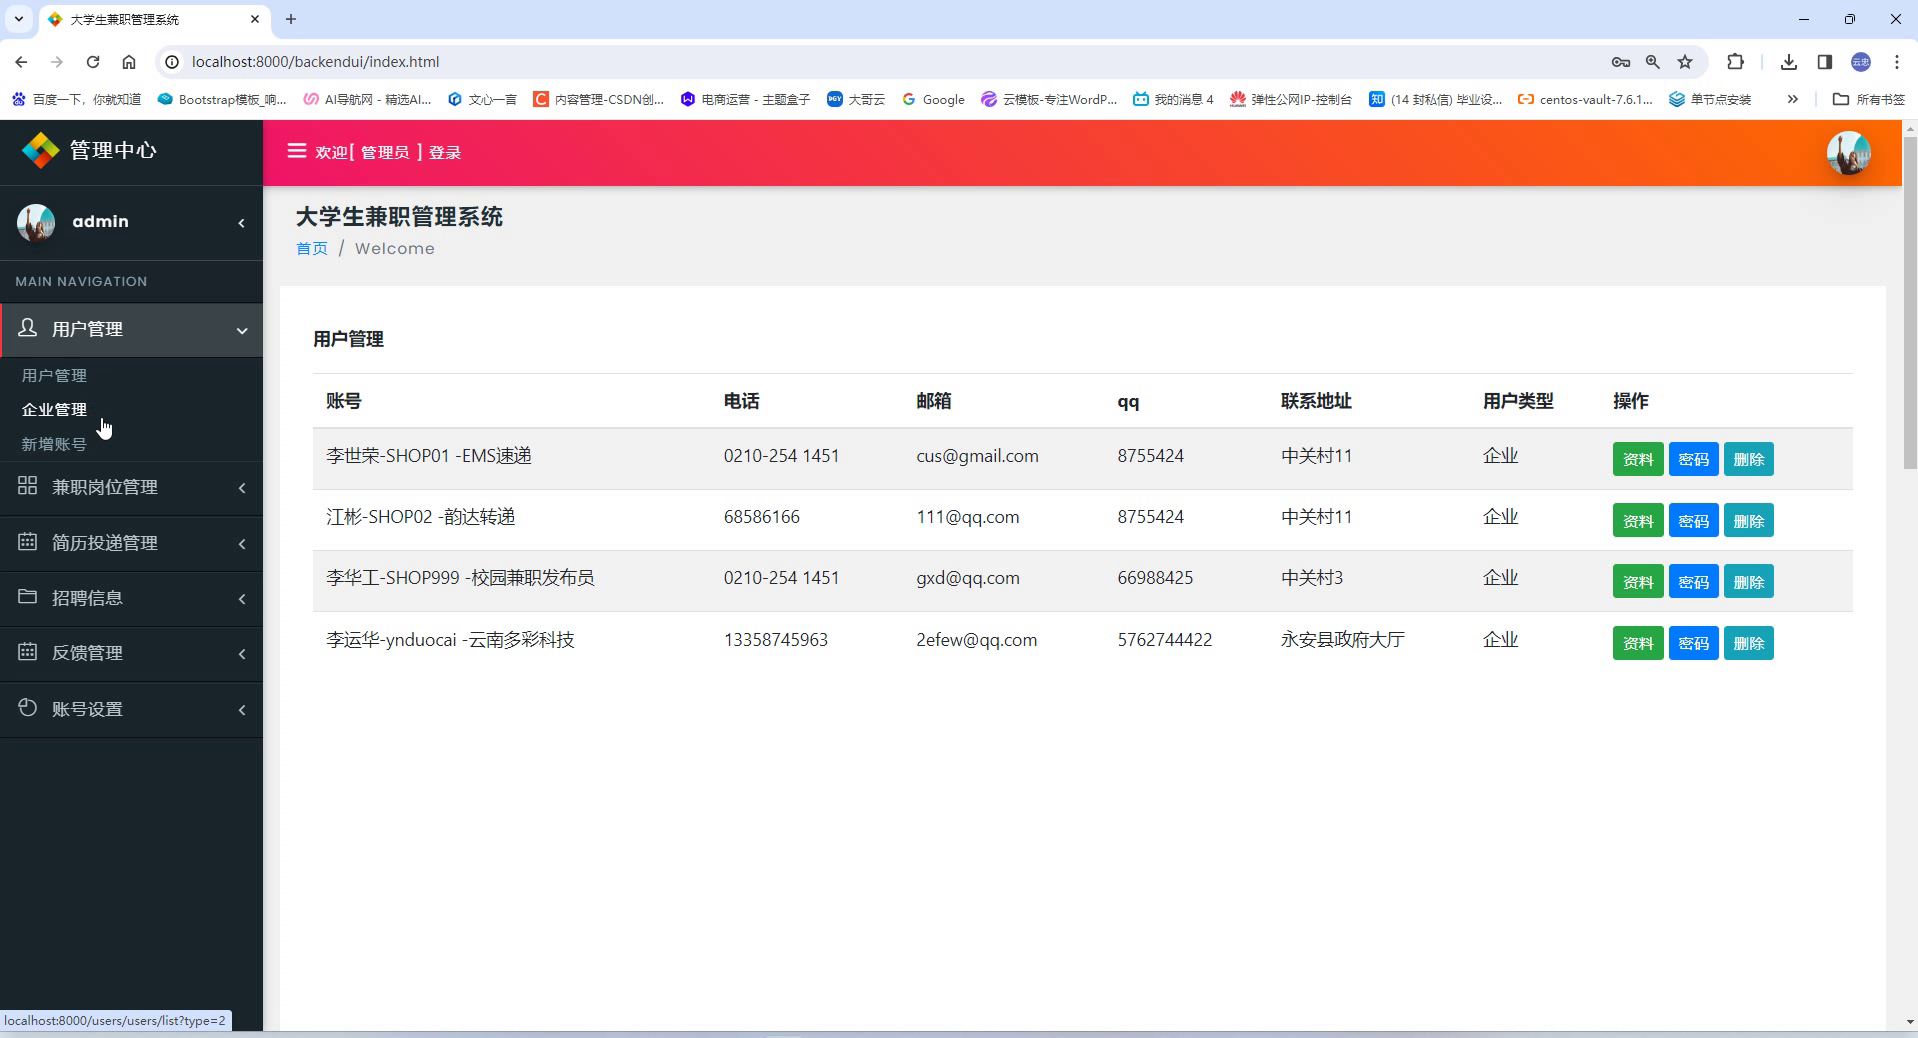 大学生兼职管理系统
localhost:8000/backendui/index.html
云忠
百度一下，你就知道
Bootstrap模板_响...
AI导航网 - 精选AI...
文心一言
内容管理-CSDN创...
电商运营 - 主题盒子
大哥云
Google
云模板-专注WordP...
我的消息 4
弹性公网IP-控制台
知 (14 封私信) 毕业设...
centos-vault-7.6.1...
单节点安装
所有书签
管理中心
欢迎[ 管理员 ] 登录
admin
大学生兼职管理系统
首页 / Welcome
MAIN NAVIGATION
用户管理
用户管理
企业管理
新增账号
兼职岗位管理
简历投递管理
招聘信息
反馈管理
账号设置
用户管理
账号 电话 邮箱 qq 联系地址 用户类型 操作
李世荣-SHOP01 -EMS速递 0210-254 1451 cus@gmail.com 8755424 中关村11 企业 资料 密码 删除
江彬-SHOP02 -韵达转递 68586166 111@qq.com 8755424 中关村11 企业 资料 密码 删除
李华工-SHOP999 -校园兼职发布员 0210-254 1451 gxd@qq.com 66988425 中关村3 企业 资料 密码 删除
李运华-ynduocai -云南多彩科技 13358745963 2efew@qq.com 5762744422 永安县政府大厅 企业 资料 密码 删除
localhost:8000/users/users/list?type=2